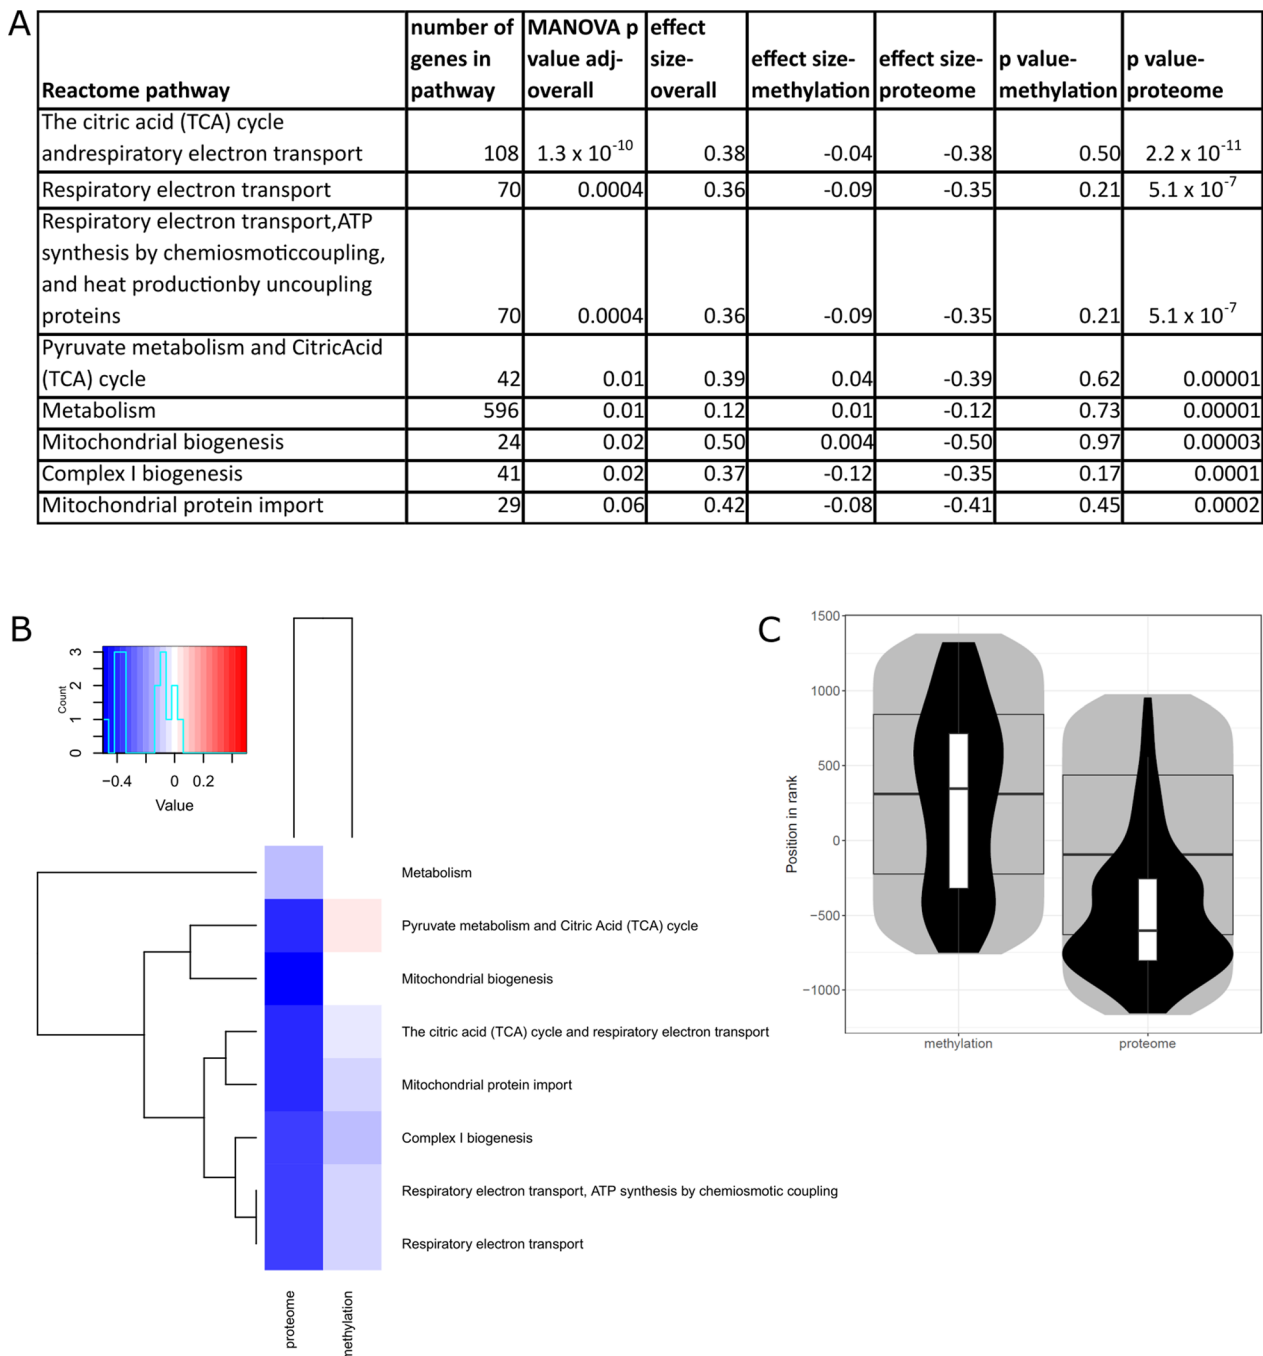 A
Reactome pathway
number of
genes in
pathway
MANOVA p
value adj-
overall
effect
size-
overall
effect size-
methylation
effect size-
proteome
p value-
methylation
p value-
proteome
The citric acid (TCA) cycle
andrespiratory electron transport
108
1.3 x 10-10
0.38
-0.04
-0.38
0.50
2.2 x 10-11
Respiratory electron transport
70
0.0004
0.36
-0.09
-0.35
0.21
5.1 x 10-7
Respiratory electron transport,ATP
synthesis by chemiosmoticcoupling,
and heat productionby uncoupling
proteins
70
0.0004
0.36
-0.09
-0.35
0.21
5.1 x 10-7
Pyruvate metabolism and CitricAcid
(TCA) cycle
42
0.01
0.39
0.04
-0.39
0.62
0.00001
Metabolism
596
0.01
0.12
0.01
-0.12
0.73
0.00001
Mitochondrial biogenesis
24
0.02
0.50
0.004
-0.50
0.97
0.00003
Complex I biogenesis
41
0.02
0.37
-0.12
-0.35
0.17
0.0001
Mitochondrial protein import
29
0.06
0.42
-0.08
-0.41
0.45
0.0002
B
Count
3
2
1
0
−0.4
0
0.2
Value
Metabolism
Pyruvate metabolism and Citric Acid (TCA) cycle
Mitochondrial biogenesis
The citric acid (TCA) cycle and respiratory electron transport
Mitochondrial protein import
Complex I biogenesis
Respiratory electron transport, ATP synthesis by chemiosmotic coupling
Respiratory electron transport
proteome
methylation
C
Position in rank
1500
1000
500
0
−500
−1000
methylation
proteome